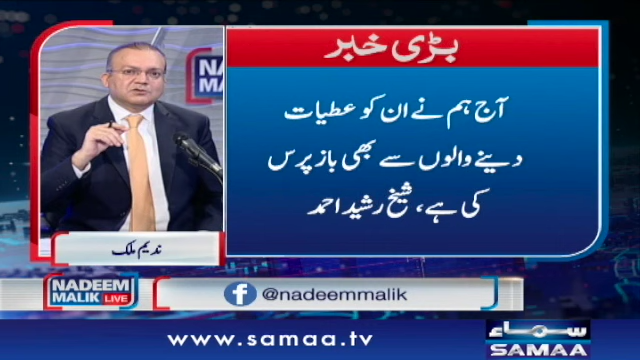 بڑی خبر
آج ہم نے ان کو عطیات
دینے والوں سے بھی باز پرس
کی ہے، شیخ رشید احمد
NADEEM
MALIK
ندیم ملک
NADEEM
MALIK LIVE
@nadeemmalik
www.samaa.tv
سماء
SAMAA